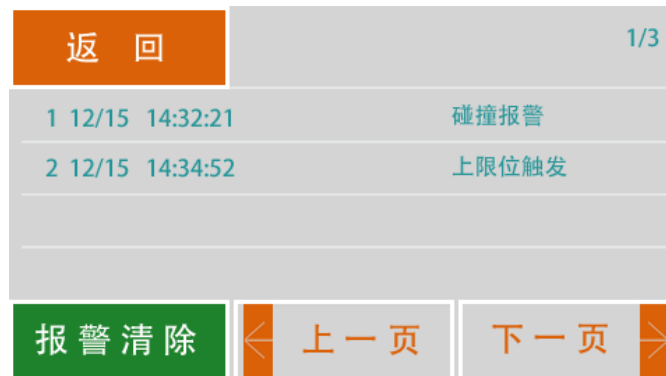 返 回 1/3
1 12/15 14:32:21 碰撞报警
2 12/15 14:34:52 上限位触发
报警清除 上一页 下一页